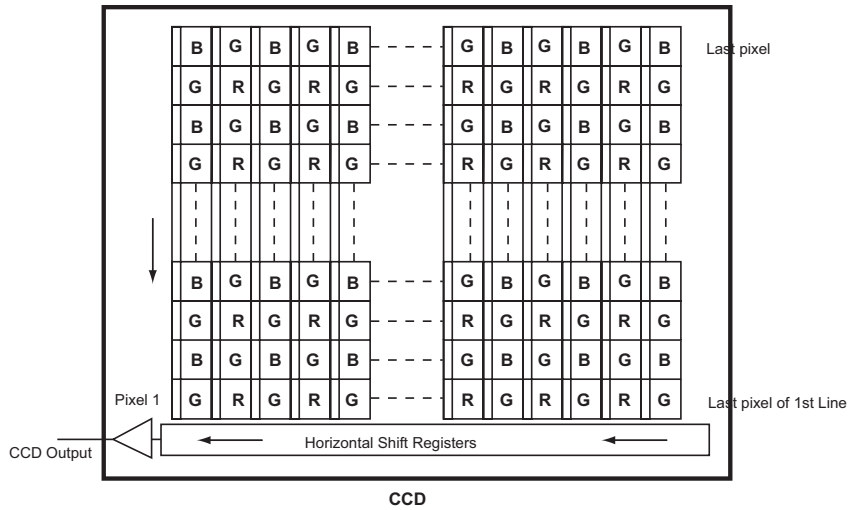 B G B G B G B G B G B Last pixel
G R G R G R G R G R G
B G B G B G B G B G B
G R G R G R G R G R G
B G B G B G B G B G B
G R G R G R G R G R G
B G B G B G B G B G B
Pixel 1 G R G R G R G R G R G Last pixel of 1st Line
Horizontal Shift Registers
CCD Output
CCD